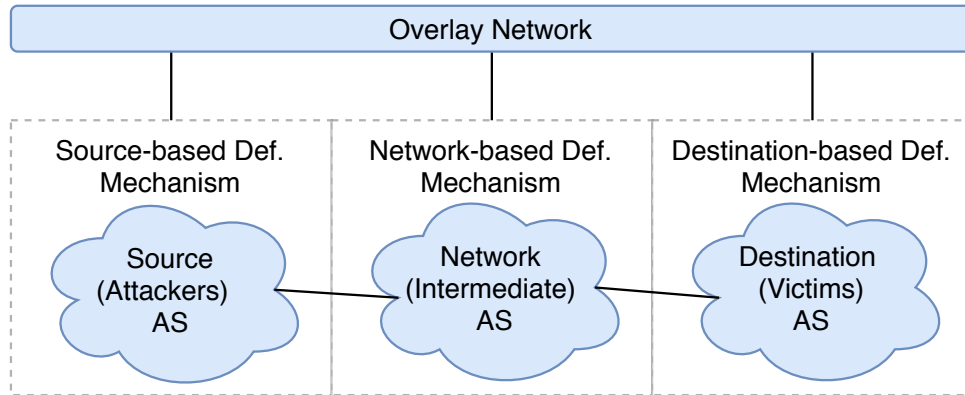 Overlay Network
Source-based Def.
Mechanism
Network-based Def.
Mechanism
Destination-based Def.
Mechanism
Source
(Attackers)
AS
Network
(Intermediate)
AS
Destination
(Victims)
AS